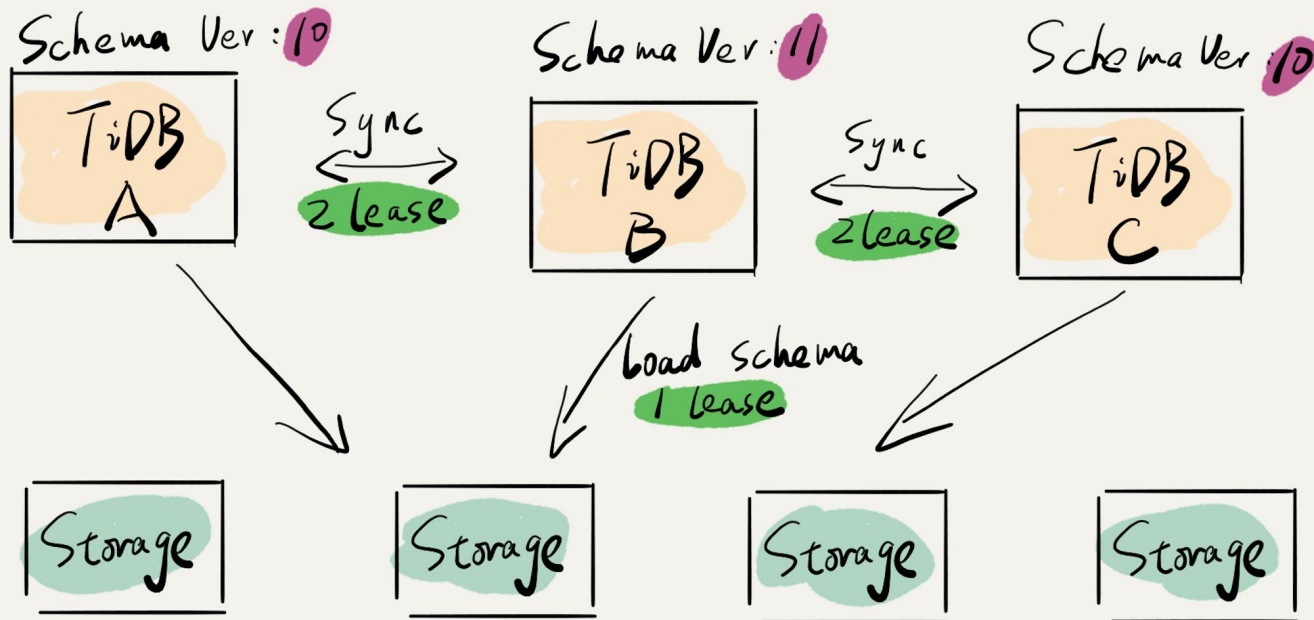 Schema Ver: 10
Schema Ver: 11
Schema Ver 10
TiDB
A
Sync
2 lease
TiDB
B
Sync
2 lease
TiDB
C
Load schema
1 lease
Storage
Storage
Storage
Storage